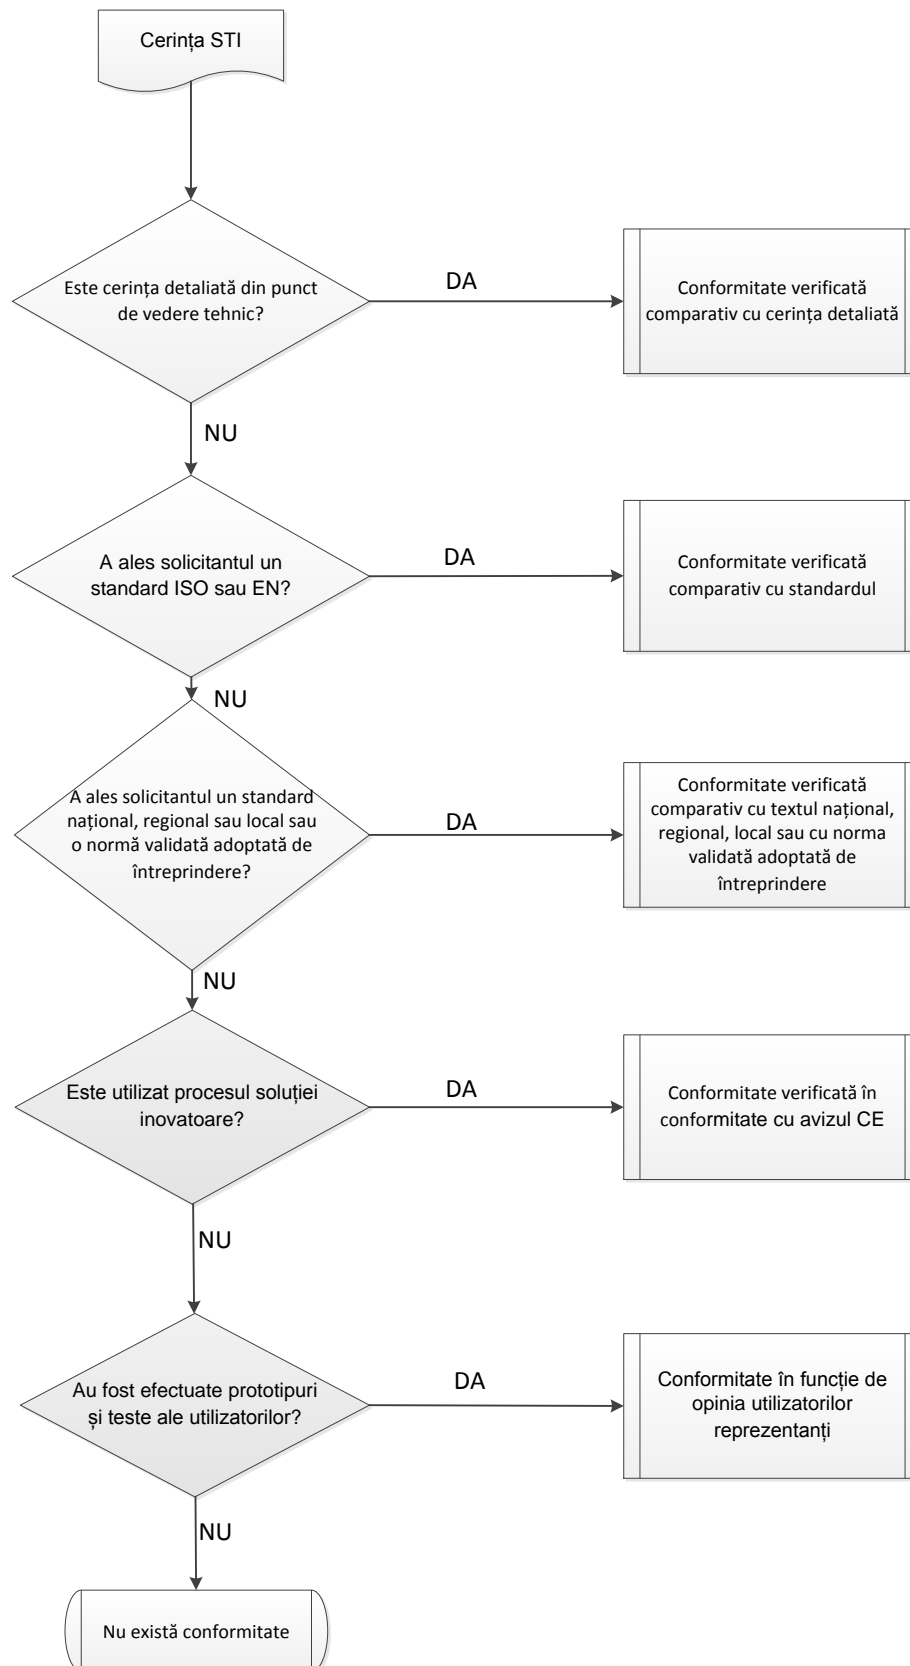 Cerința STI
Este cerința detaliată din punct
de vedere tehnic?
DA
Conformitate verificată
comparativ cu cerința detaliată
NU
A ales solicitantul un
standard ISO sau EN?
DA
Conformitate verificată
comparativ cu standardul
NU
A ales solicitantul un standard
național, regional sau local sau
o normă validată adoptată de
întreprindere?
DA
Conformitate verificată
comparativ cu textul național,
regional, local sau cu norma
validată adoptată de
întreprindere
NU
Este utilizat procesul soluției
inovatoare?
DA
Conformitate verificată în
conformitate cu avizul CE
NU
Au fost efectuate prototipuri
și teste ale utilizatorilor?
DA
Conformitate în funcție de
opinia utilizatorilor
reprezentanți
NU
Nu există conformitate